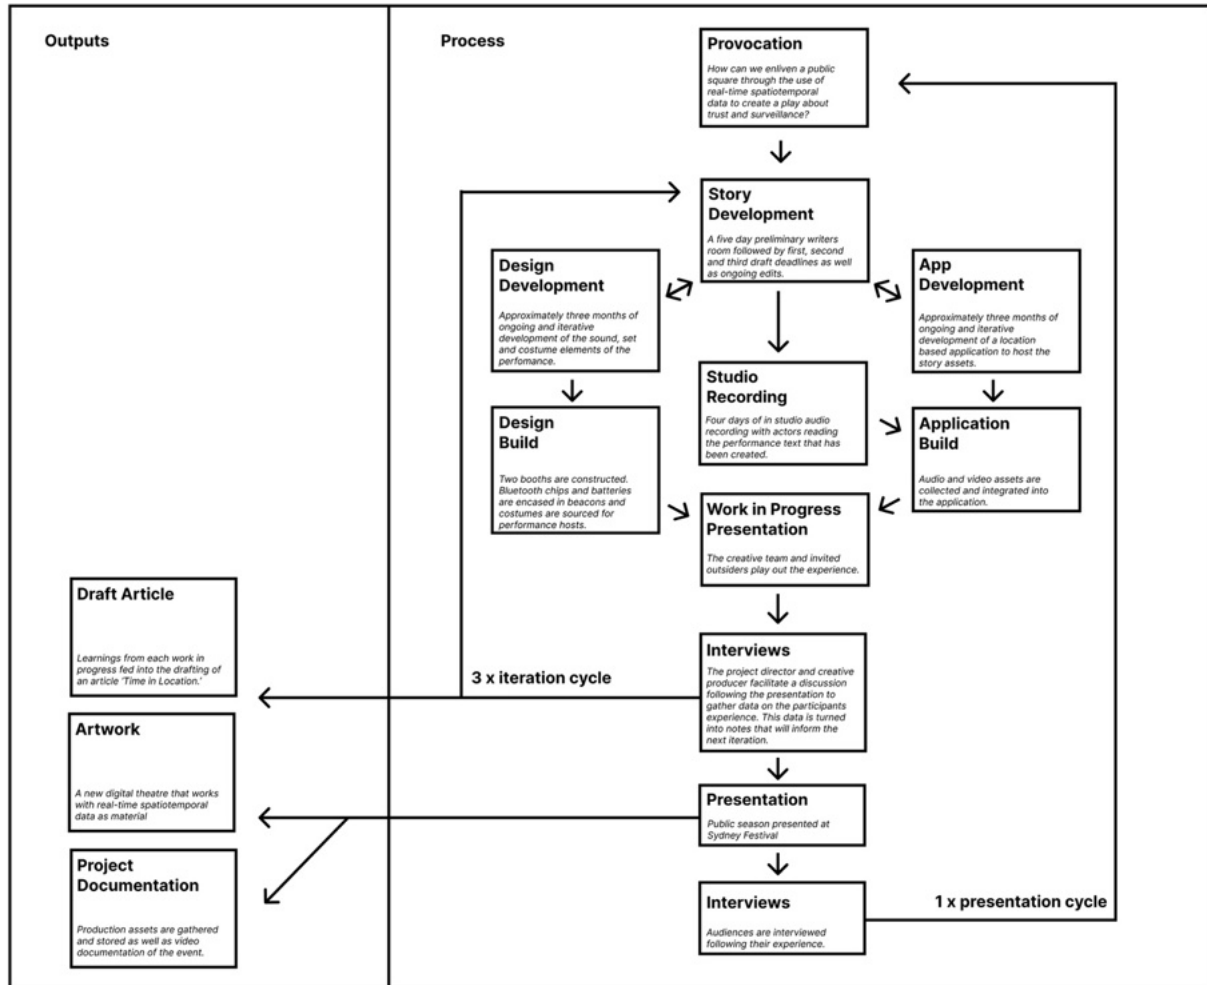 Outputs
Process
Provocation
How can we enliven a public
square through the use of
real-time spatiotemporal
data to create a play about
trust and surveillance?
Story
Development
A five day preliminary writers
room followed by first, second
and third draft deadlines as well
as ongoing edits.
Design
Development
Approximately three months of
ongoing and iterative
development of the sound, set
and costume elements of the
perfomance.
App
Development
Approximately three months of
ongoing and iterative
development of a location
based application to host the
story assets.
Studio
Recording
Four days of in studio audio
recording with actors reading
the performance text that has
been created.
Design
Build
Two booths are constructed.
Bluetooth chips and batteries
are encased in beacons and
costumes are sourced for
performance hosts.
Application
Build
Audio and video assets are
collected and integrated into
the application.
Work in Progress
Presentation
The creative team and invited
outsiders play out the experience.
Draft Article
Learnings from each work in
progress fed into the drafting of
an article ‘Time in Location.’
3 x iteration cycle
Interviews
The project director and creative
producer facilitate a discussion
following the presentation to
gather data on the participants
experience. This data is turned
into notes that will inform the
next iteration.
Artwork
A new digital theatre that works
with real-time spatiotemporal
data as material
Presentation
Public season presented at
Sydney Festival
Project
Documentation
Production assets are gathered
and stored as well as video
documentation of the event.
Interviews
Audiences are interviewed
following their experience.
1 x presentation cycle